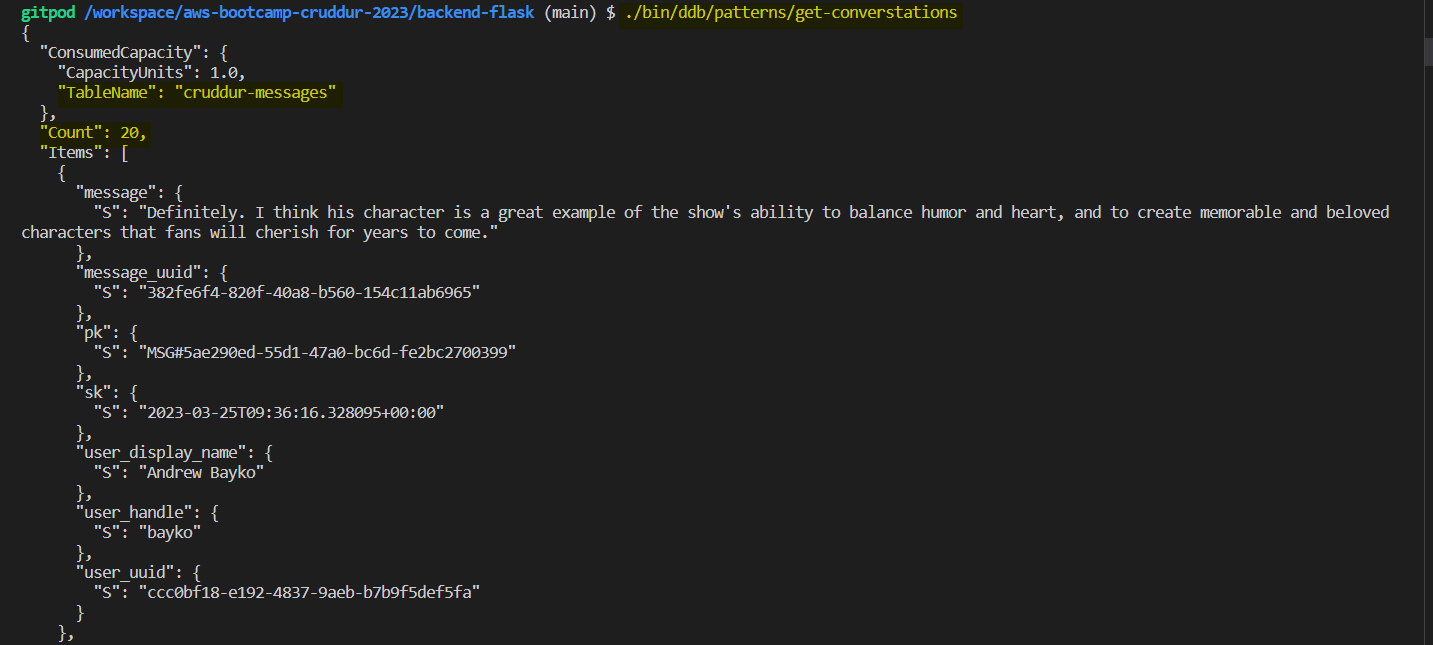 gitpod /workspace/aws-bootcamp-cruddur-2023/backend-flask (main) $ ./bin/ddb/patterns/get-converstations
{
  "ConsumedCapacity": {
    "CapacityUnits": 1.0,
    "TableName": "cruddur-messages"
  },
  "Count": 20,
  "Items": [
    {
      "message": {
        "S": "Definitely. I think his character is a great example of the show's ability to balance humor and heart, and to create memorable and beloved
characters that fans will cherish for years to come."
      },
      "message_uuid": {
        "S": "382fe6f4-820f-40a8-b560-154c11ab6965"
      },
      "pk": {
        "S": "MSG#5ae290ed-55d1-47a0-bc6d-fe2bc2700399"
      },
      "sk": {
        "S": "2023-03-25T09:36:16.328095+00:00"
      },
      "user_display_name": {
        "S": "Andrew Bayko"
      },
      "user_handle": {
        "S": "bayko"
      },
      "user_uuid": {
        "S": "ccc0bf18-e192-4837-9aeb-b7b9f5def5fa"
      }
    },